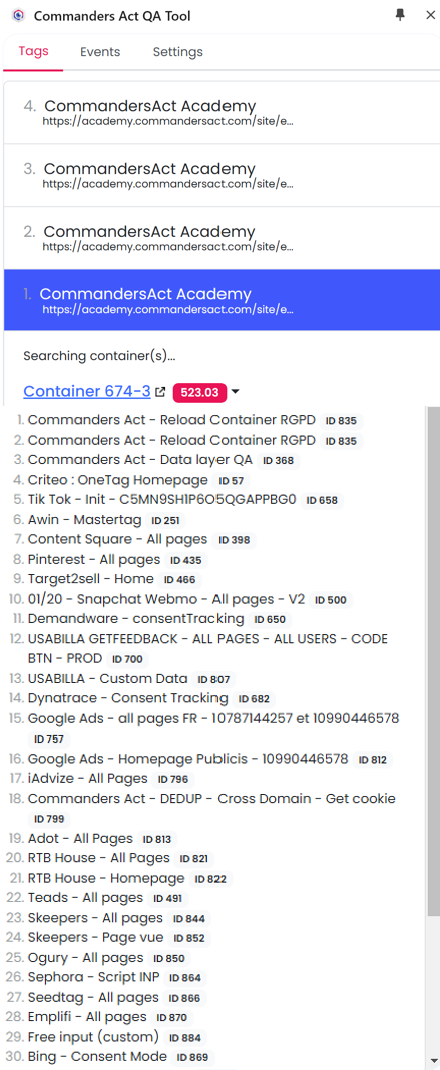 Commanders Act QA Tool
Tags Events Settings
4. CommandersAct Academy
https://academy.commandersact.com/site/e...
3. CommandersAct Academy
https://academy.commandersact.com/site/e...
2. CommandersAct Academy
https://academy.commandersact.com/site/e...
1. CommandersAct Academy
https://academy.commandersact.com/site/e...
Searching container(s)...
Container 674-3 523.03
1. Commanders Act - Reload Container RGPD ID 835
2. Commanders Act - Reload Container RGPD ID 835
3. Commanders Act - Data layer QA ID 368
4. Criteo : OneTag Homepage ID 57
5. Tik Tok - Init - C5MN9SH1P6O5QGAPPBG0 ID 658
6. Awin - Mastertag ID 251
7. Content Square - All pages ID 398
8. Pinterest - All pages ID 435
9. Target2sell - Home ID 466
10. 01/20 - Snapchat Webmo - All pages - V2 ID 500
11. Demandware - consentTracking ID 650
12. USABILLA GETFEEDBACK - ALL PAGES - ALL USERS - CODE
BTN - PROD ID 700
13. USABILLA - Custom Data ID 807
14. Dynatrace - Consent Tracking ID 682
15. Google Ads - all pages FR - 10787144257 et 10990446578
ID 757
16. Google Ads - Homepage Publicis - 10990446578 ID 812
17. iAdvize - All Pages ID 796
18. Commanders Act - DEDUP - Cross Domain - Get cookie
ID 799
19. Adot - All Pages ID 813
20. RTB House - All Pages ID 821
21. RTB House - Homepage ID 822
22. Teads - All pages ID 491
23. Skeepers - All pages ID 844
24. Skeepers - Page vue ID 852
25. Ogury - All pages ID 850
26. Sephora - Script INP ID 864
27. Seedtag - All pages ID 866
28. Emplifi - All pages ID 870
29. Free input (custom) ID 884
30. Bing - Consent Mode ID 869